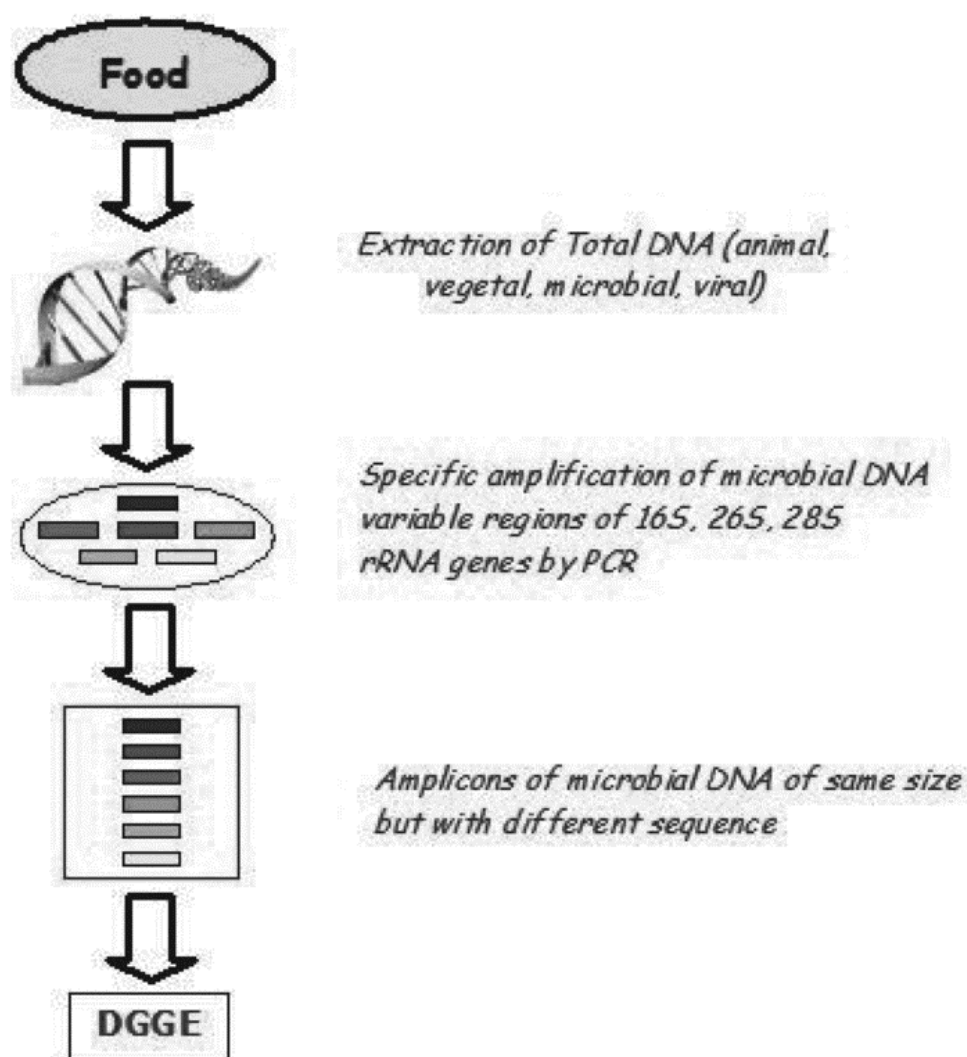 Food
Extraction of Total DNA (animal,
vegetal, microbial, viral)
Specific amplification of microbial DNA
variable regions of 16S, 26S, 28S
rRNA genes by PCR
Amplicons of microbial DNA of same size
but with different sequence
DGGE